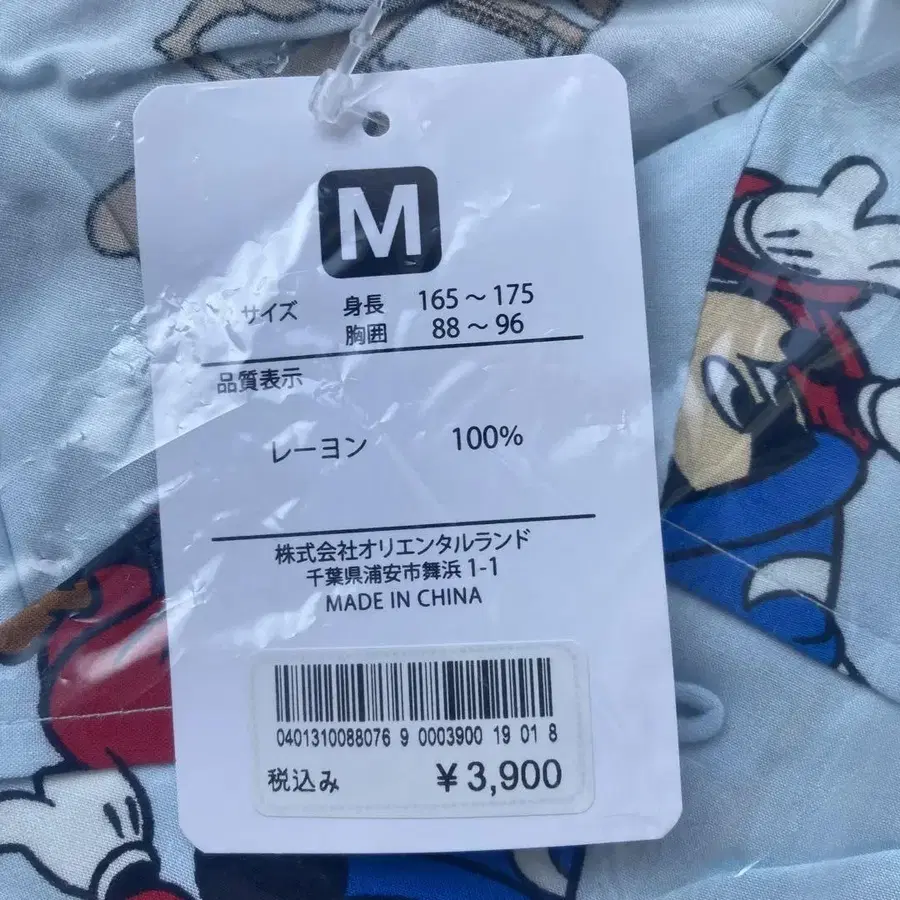 M
サイズ 身長 165～175
胸囲 88～96
品質表示
レーヨン 100%
株式会社オリエンタルランド
千葉県浦安市舞浜 1-1
MADE IN CHINA
0401310088076 9 0003900 19 01 8
税込み ￥3,900